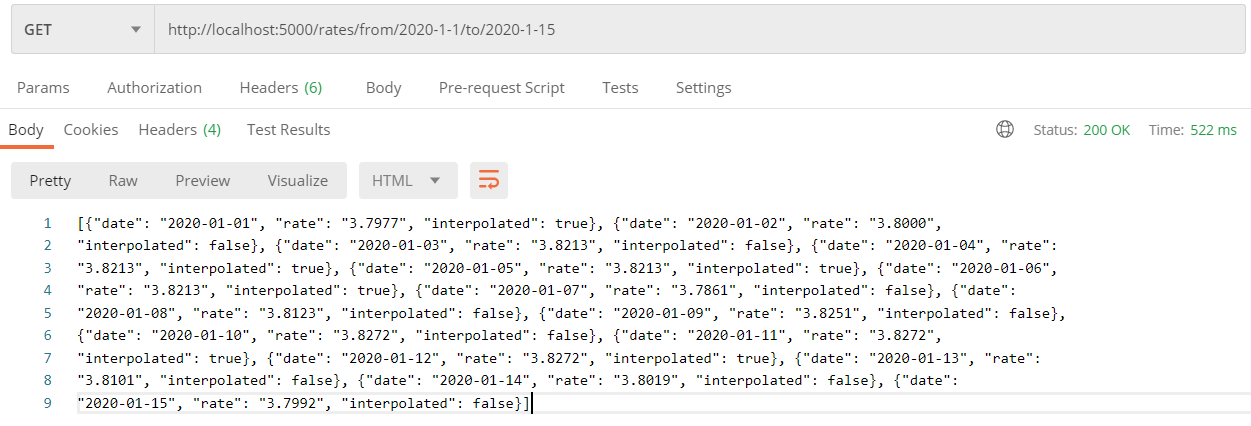 GET http://localhost:5000/rates/from/2020-1-1/to/2020-1-15
Params Authorization Headers (6) Body Pre-request Script Tests Settings
Body Cookies Headers (4) Test Results Status: 200 OK Time: 522 ms
Pretty Raw Preview Visualize HTML
1 [{"date": "2020-01-01", "rate": "3.7977", "interpolated": true}, {"date": "2020-01-02", "rate": "3.8000",
2 "interpolated": false}, {"date": "2020-01-03", "rate": "3.8213", "interpolated": false}, {"date": "2020-01-04", "rate":
3 "3.8213", "interpolated": true}, {"date": "2020-01-05", "rate": "3.8213", "interpolated": true}, {"date": "2020-01-06",
4 "rate": "3.8213", "interpolated": true}, {"date": "2020-01-07", "rate": "3.7861", "interpolated": false}, {"date":
5 "2020-01-08", "rate": "3.8123", "interpolated": false}, {"date": "2020-01-09", "rate": "3.8251", "interpolated": false},
6 {"date": "2020-01-10", "rate": "3.8272", "interpolated": false}, {"date": "2020-01-11", "rate": "3.8272",
7 "interpolated": true}, {"date": "2020-01-12", "rate": "3.8272", "interpolated": true}, {"date": "2020-01-13", "rate":
8 "3.8101", "interpolated": false}, {"date": "2020-01-14", "rate": "3.8019", "interpolated": false}, {"date":
9 "2020-01-15", "rate": "3.7992", "interpolated": false}]